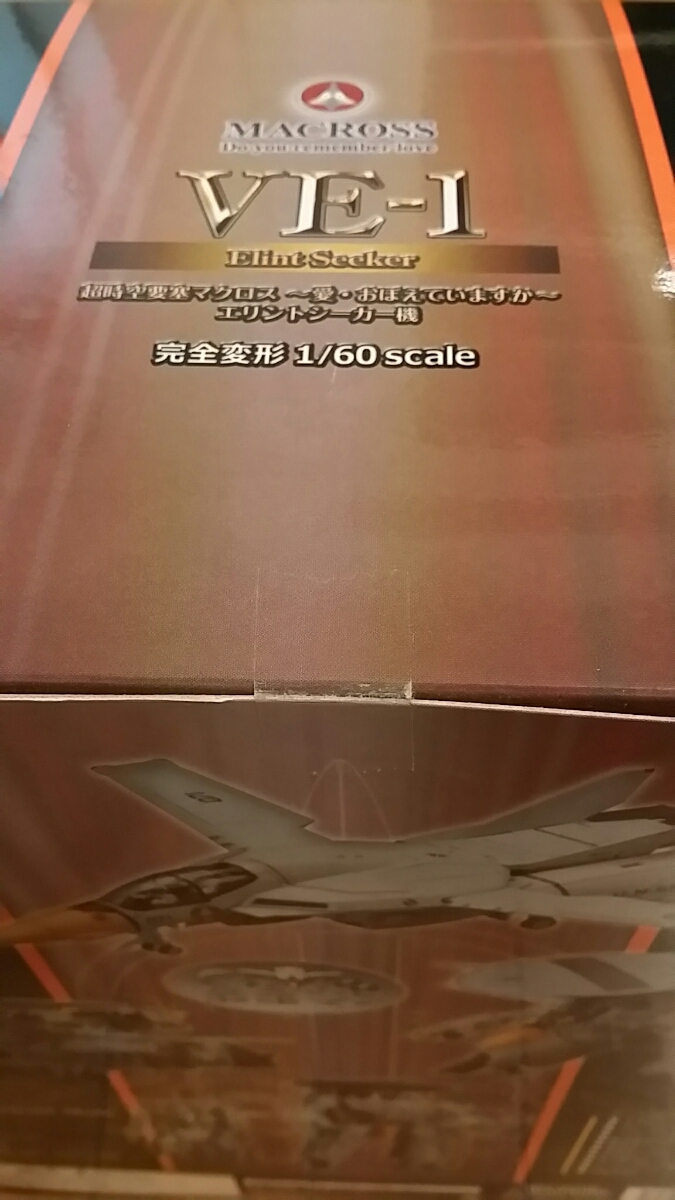 MACROSS
Do you remember love
VE-1
Elint Seeker
超時空要塞マクロス ～愛・おぼえていますか～
エリントシーカー機
完全変形 1/60 scale